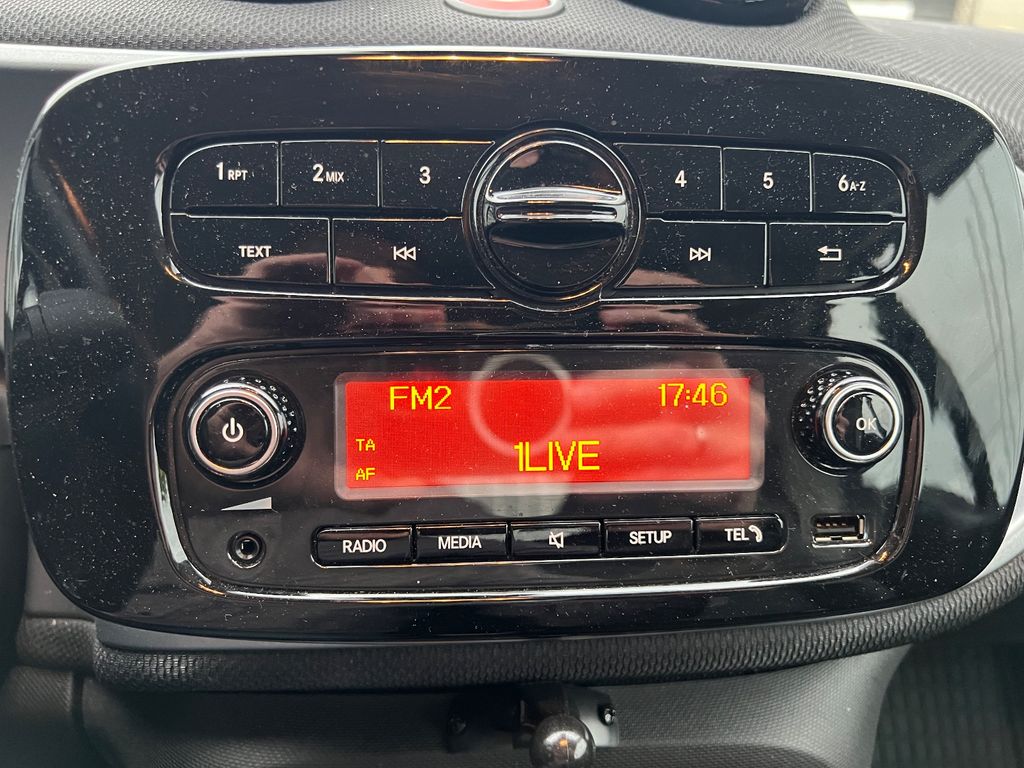 1RPT 2MIX 3 4 5 6A-Z
TEXT
FM2 17:46
TA
1LIVE
AF
OK
RADIO MEDIA SETUP TEL